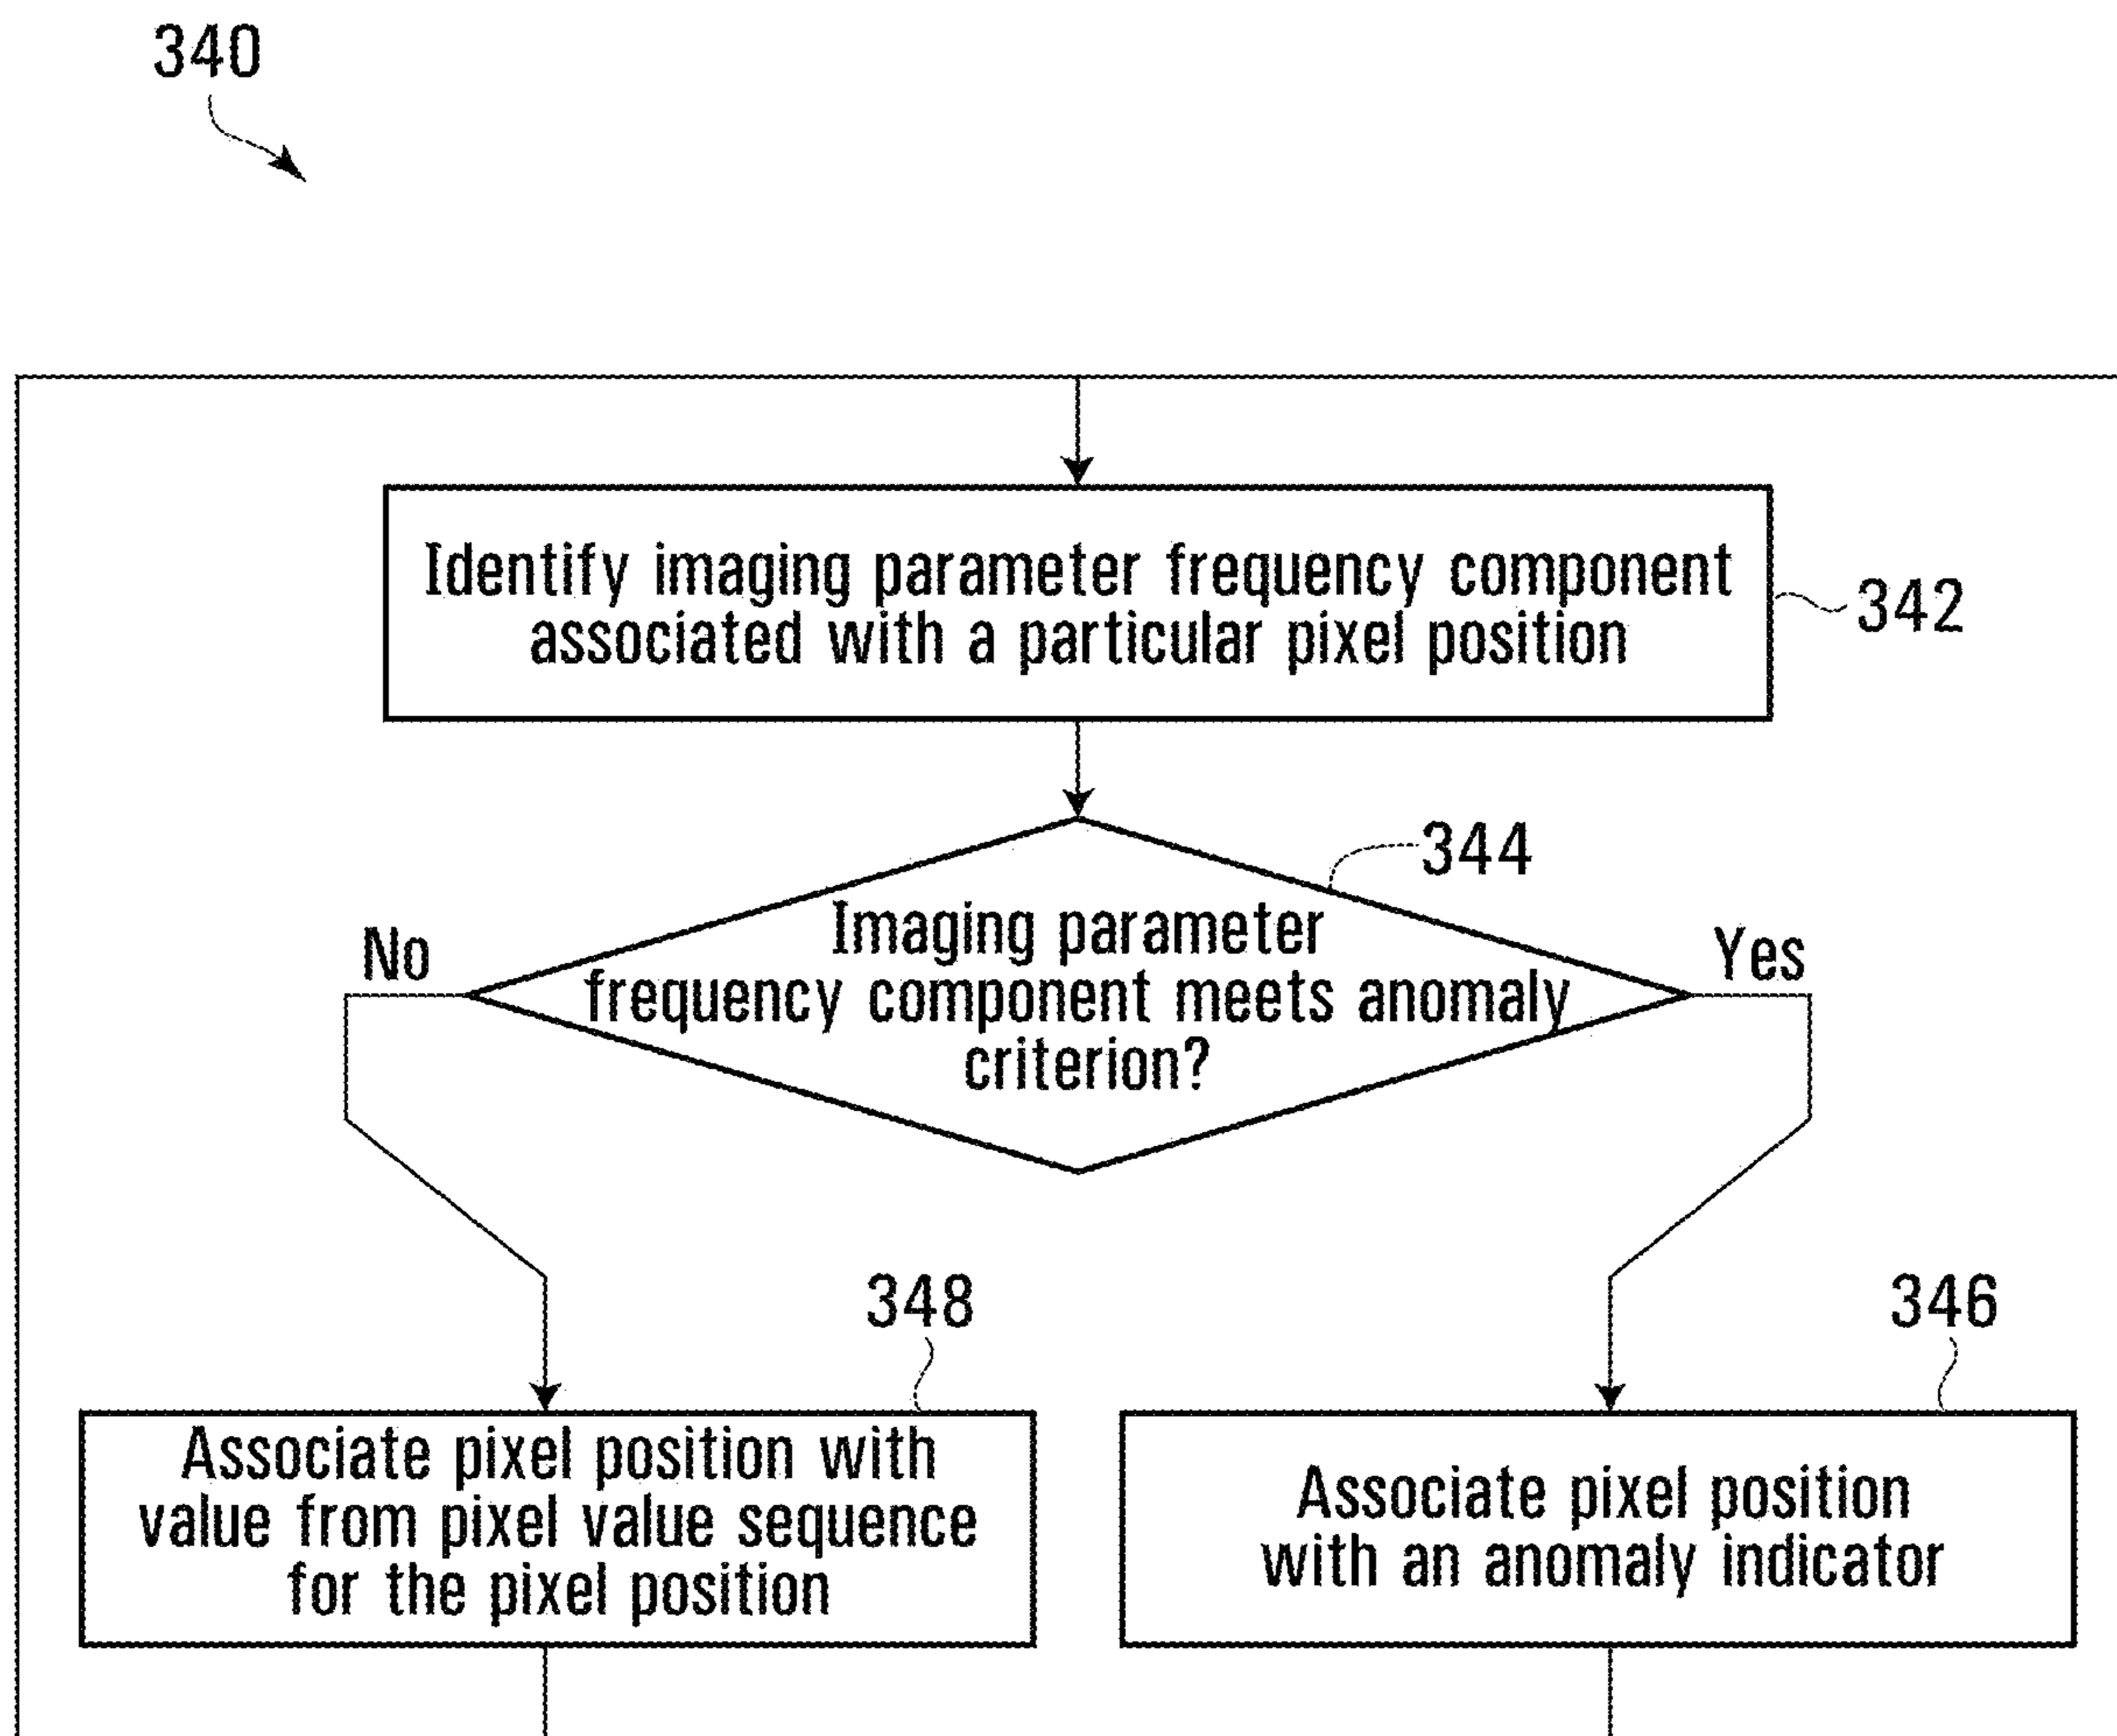 340
Identify imaging parameter frequency component
associated with a particular pixel position
342
344
Imaging parameter
frequency component meets anomaly
criterion?
No
Yes
348
346
Associate pixel position with
value from pixel value sequence
for the pixel position
Associate pixel position
with an anomaly indicator